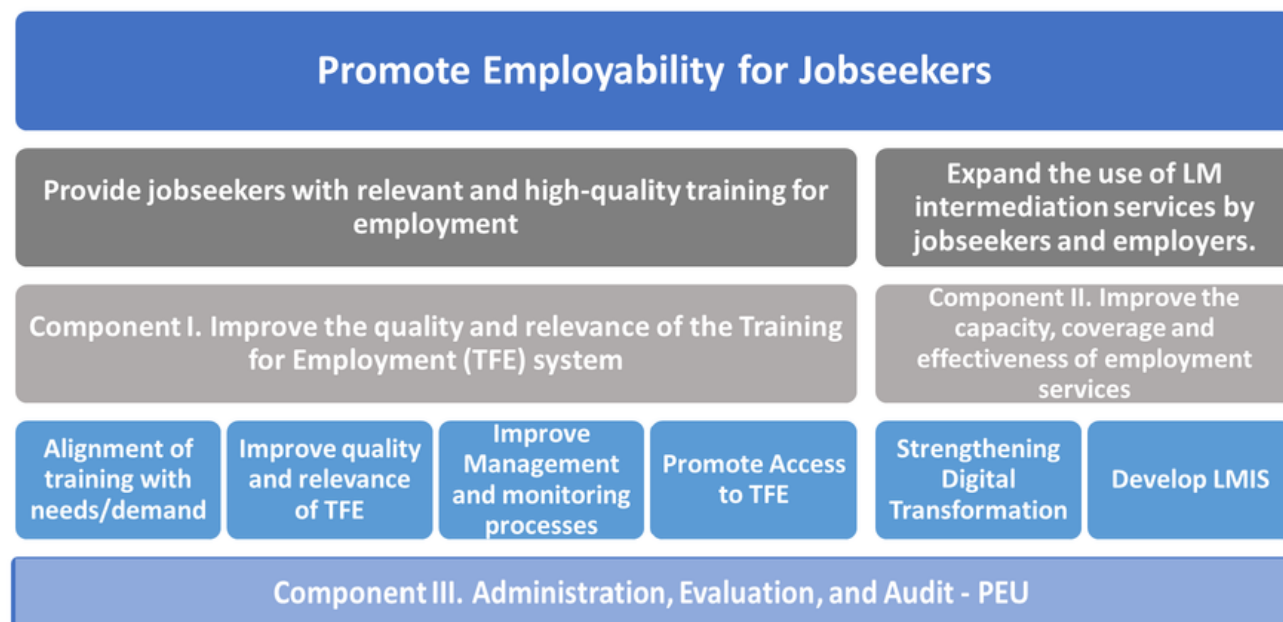 Promote Employability for Jobseekers
Provide jobseekers with relevant and high-quality training for
employment
Expand the use of LM
intermediation services by
jobseekers and employers.
Component I. Improve the quality and relevance of the Training
for Employment (TFE) system
Component II. Improve the
capacity, coverage and
effectiveness of employment
services
Alignment of
training with
needs/demand
Improve quality
and relevance
of TFE
Improve
Management
and monitoring
processes
Promote Access
to TFE
Strengthening
Digital
Transformation
Develop LMIS
Component III. Administration, Evaluation, and Audit - PEU